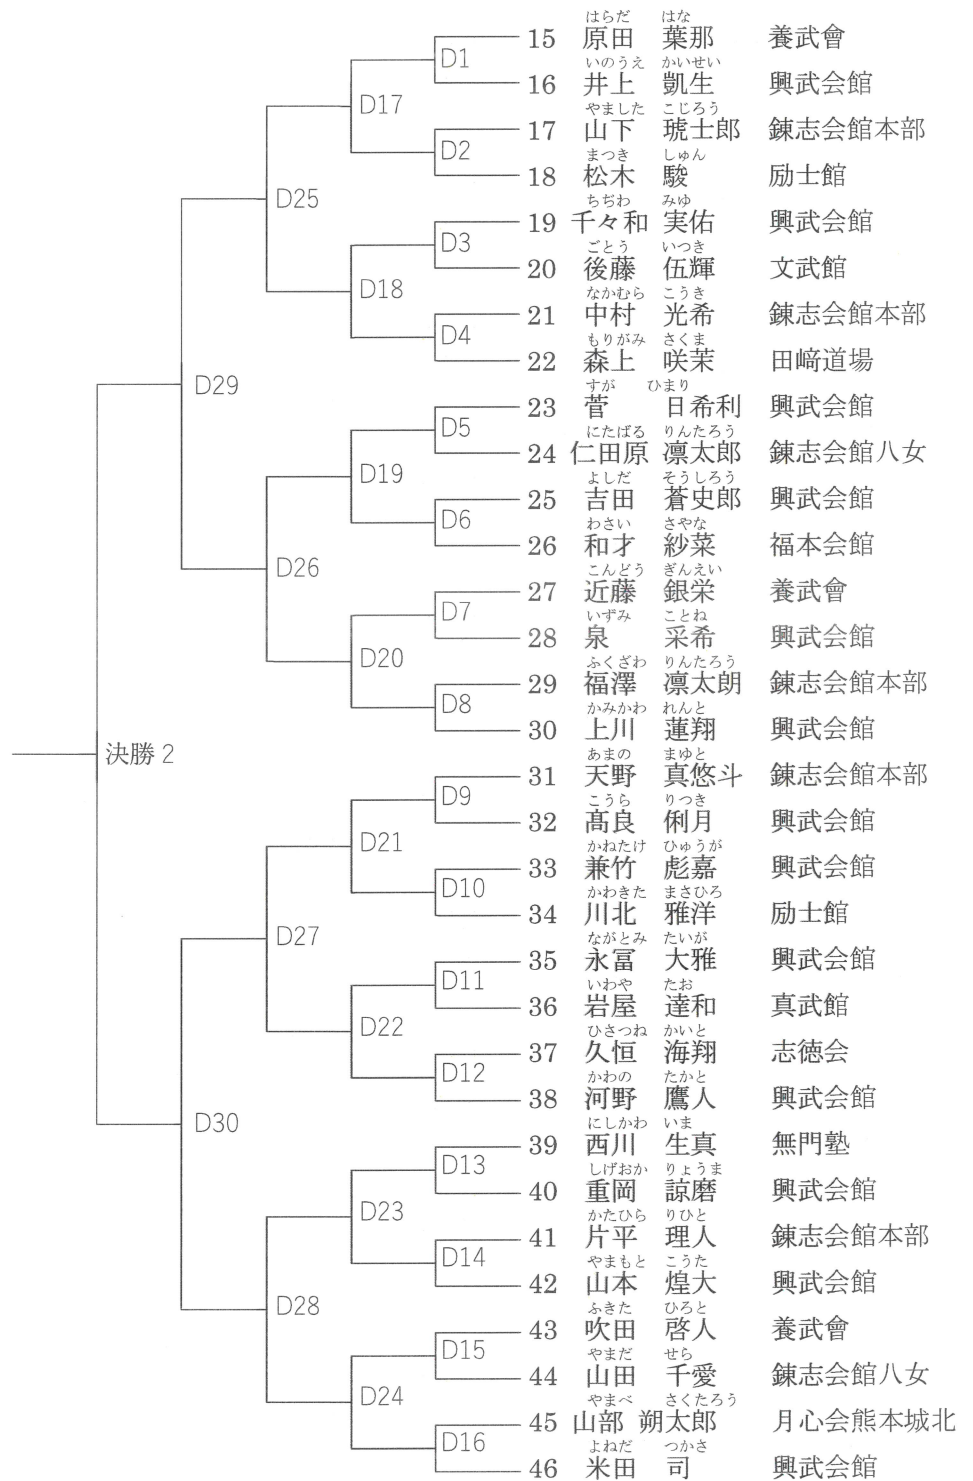 はらだ はな
15 原田 葉那 養武會
D1
いのうえ かいせい
16 井上 凱生 興武会館
D17
やました こじろう
17 山下 琥士郎 錬志会館本部
D2
まつき しゅん
18 松木 駿 励士館
D25
ちぢわ みゆ
19 千々和 実佑 興武会館
D3
ごとう いつき
20 後藤 伍輝 文武館
D18
なかむら こうき
21 中村 光希 錬志会館本部
D4
もりがみ さくま
22 森上 咲茉 田﨑道場
D29
すが ひまり
23 菅 日希利 興武会館
D5
にたばる りんたろう
24 仁田原 凛太郎 錬志会館八女
D19
よしだ そうしろう
25 吉田 蒼史郎 興武会館
D6
わさい さやな
26 和才 紗菜 福本会館
D26
こんどう ぎんえい
27 近藤 銀栄 養武會
D7
いずみ ことね
28 泉 采希 興武会館
D20
ふくざわ りんたろう
29 福澤 凛太朗 錬志会館本部
D8
かみかわ れんと
30 上川 蓮翔 興武会館
決勝2
あまの まゆと
31 天野 真悠斗 錬志会館本部
D9
こうら りつき
32 髙良 俐月 興武会館
D21
かねたけ ひゅうが
33 兼竹 彪嘉 興武会館
D10
かわきた まさひろ
34 川北 雅洋 励士館
D27
ながとみ たいが
35 永冨 大雅 興武会館
D11
いわや たお
36 岩屋 達和 真武館
D22
ひさつね かいと
37 久恒 海翔 志徳会
D12
かわの たかと
38 河野 鷹人 興武会館
D30
にしかわ いま
39 西川 生真 無門塾
D13
しげおか りょうま
40 重岡 諒磨 興武会館
D23
かたひら りひと
41 片平 理人 錬志会館本部
D14
やまもと こうた
42 山本 煌大 興武会館
D28
ふきた ひろと
43 吹田 啓人 養武會
D15
やまだ せら
44 山田 千愛 錬志会館八女
D24
やまべ さくたろう
45 山部 朔太郎 月心会熊本城北
D16
よねだ つかさ
46 米田 司 興武会館